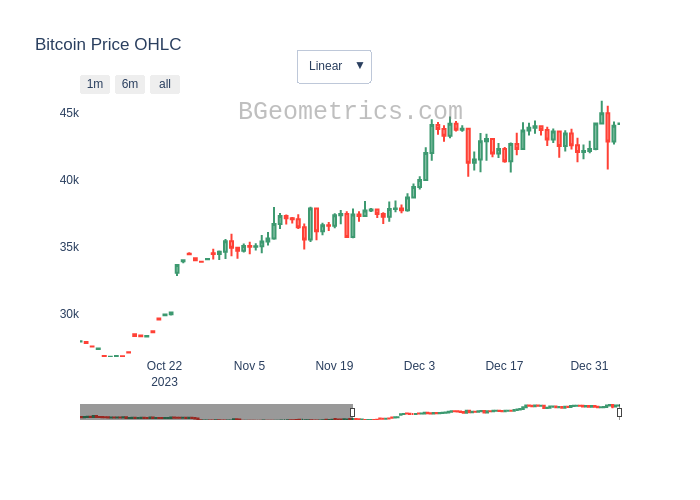 Bitcoin Price OHLC
Linear ▼
1m 6m all
BGeometrics.com
45k
40k
35k
30k
Oct 22 Nov 5 Nov 19 Dec 3 Dec 17 Dec 31
2023